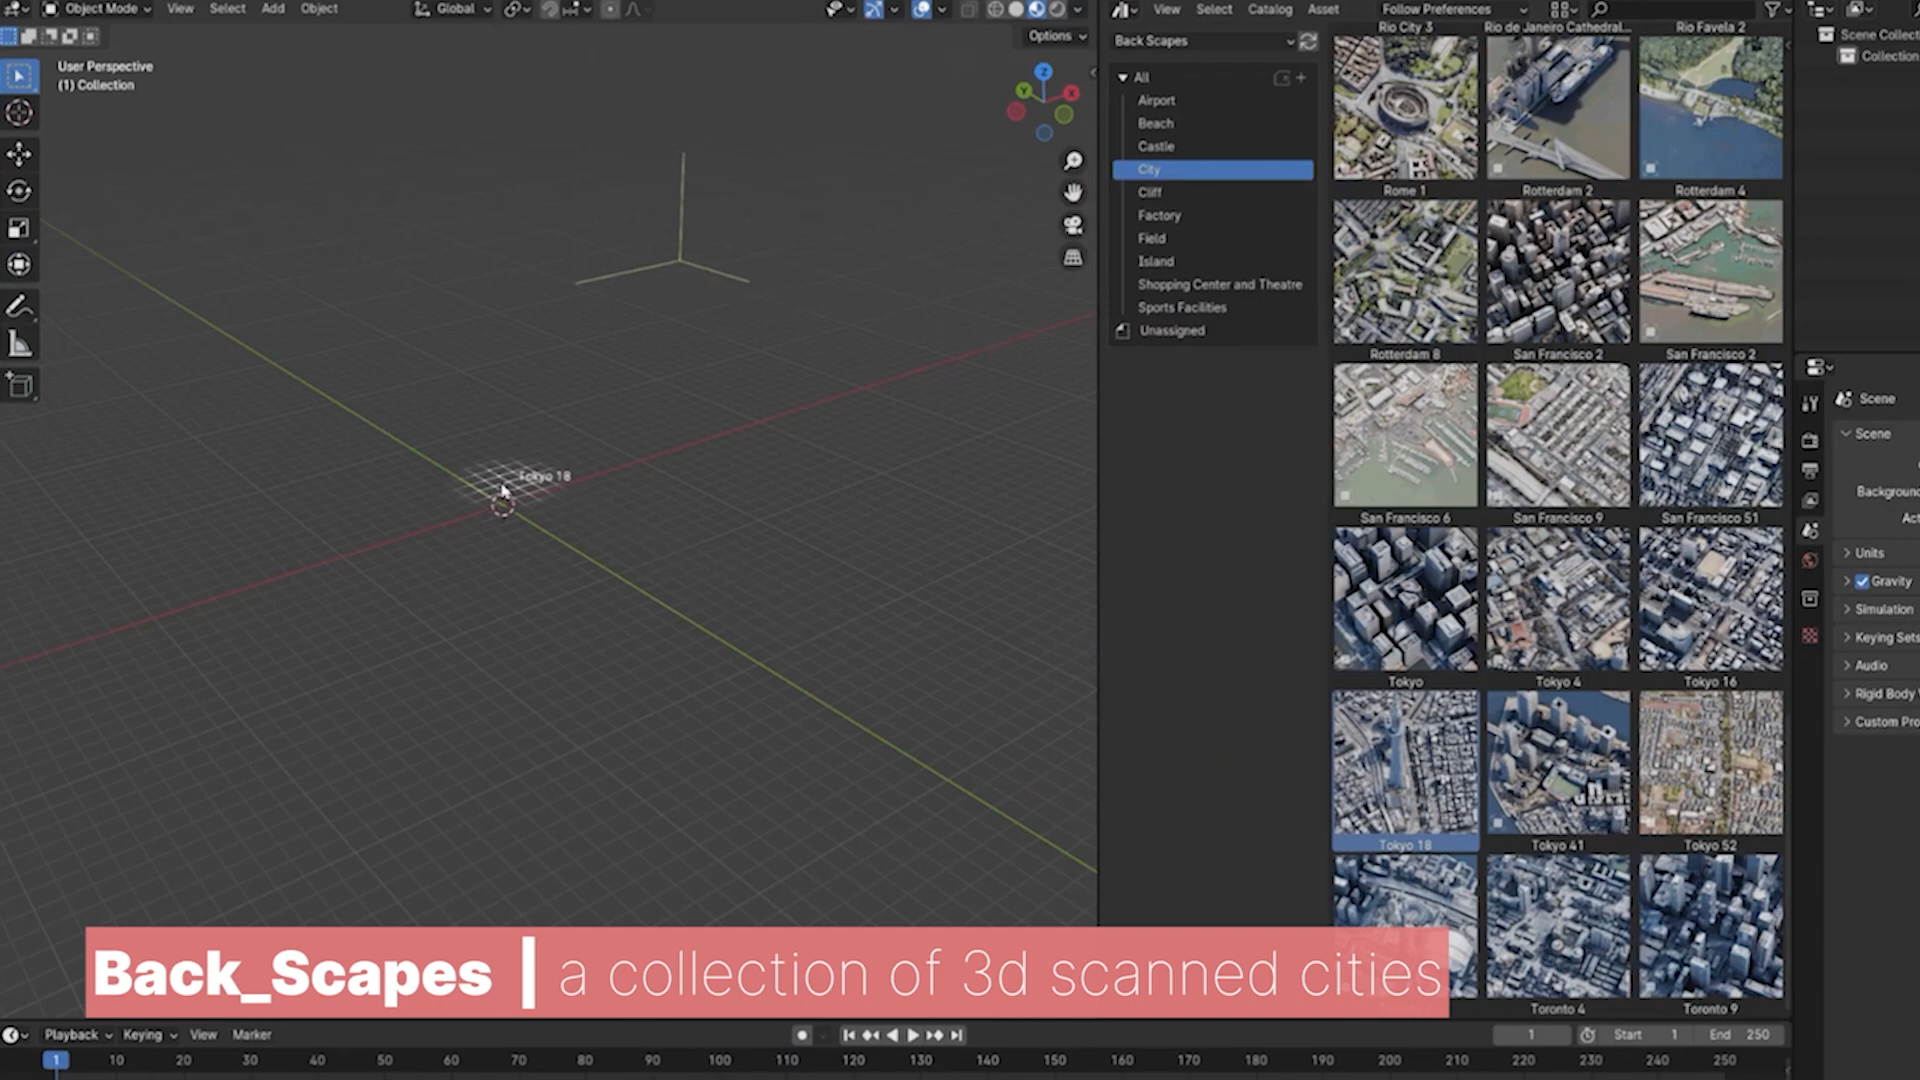 Object Mode View Select Add Object Global
Options
User Perspective
(1) Collection
Z
Y
X
Tokyo 18
View Select Catalog Asset Follow Preferences
Back Scapes
All
Airport
Beach
Castle
City
Cliff
Factory
Field
Island
Shopping Center and Theatre
Sports Facilities
Unassigned
Rio City 3 Rio de Janeiro Cathedral... Rio Favela 2
Rome 1 Rotterdam 2 Rotterdam 4
Rotterdam 8 San Francisco 2 San Francisco 2
San Francisco 6 San Francisco 9 San Francisco 51
Tokyo Tokyo 4 Tokyo 16
Tokyo 18 Tokyo 41 Tokyo 52
Toronto 4 Toronto 9
Scene Collect
Collection
Scene
Scene
Background
Act
Units
Gravity
Simulation
Keying Sets
Audio
Rigid Body W
Custom Pro
Back_Scapes | a collection of 3d scanned cities
Playback Keying View Marker
1 Start 1 End 250
1 10 20 30 40 50 60 70 80 90 100 110 120 130 140 150 160 170 180 190 200 210 220 230 240 250